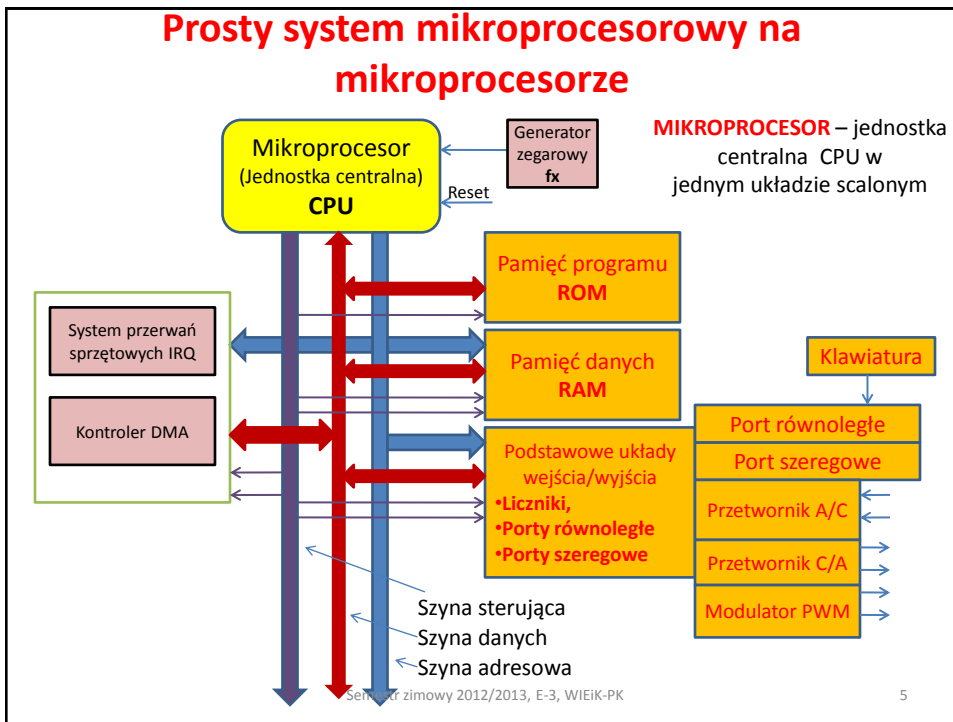 Prosty system mikroprocesorowy na
mikroprocesorze
Mikroprocesor
(Jednostka centralna)
CPU
Generator
zegarowy
fx
Reset
MIKROPROCESOR – jednostka
centralna CPU w
jednym układzie scalonym
Pamięć programu
ROM
System przerwań
sprzętowych IRQ
Pamięć danych
RAM
Klawiatura
Kontroler DMA
Podstawowe układy
wejścia/wyjścia
•Liczniki,
•Porty równoległe
•Porty szeregowe
Port równoległe
Port szeregowe
Przetwornik A/C
Przetwornik C/A
Modulator PWM
Szyna sterująca
Szyna danych
Szyna adresowa
Semestr zimowy 2012/2013, E-3, WIEiK-PK
5